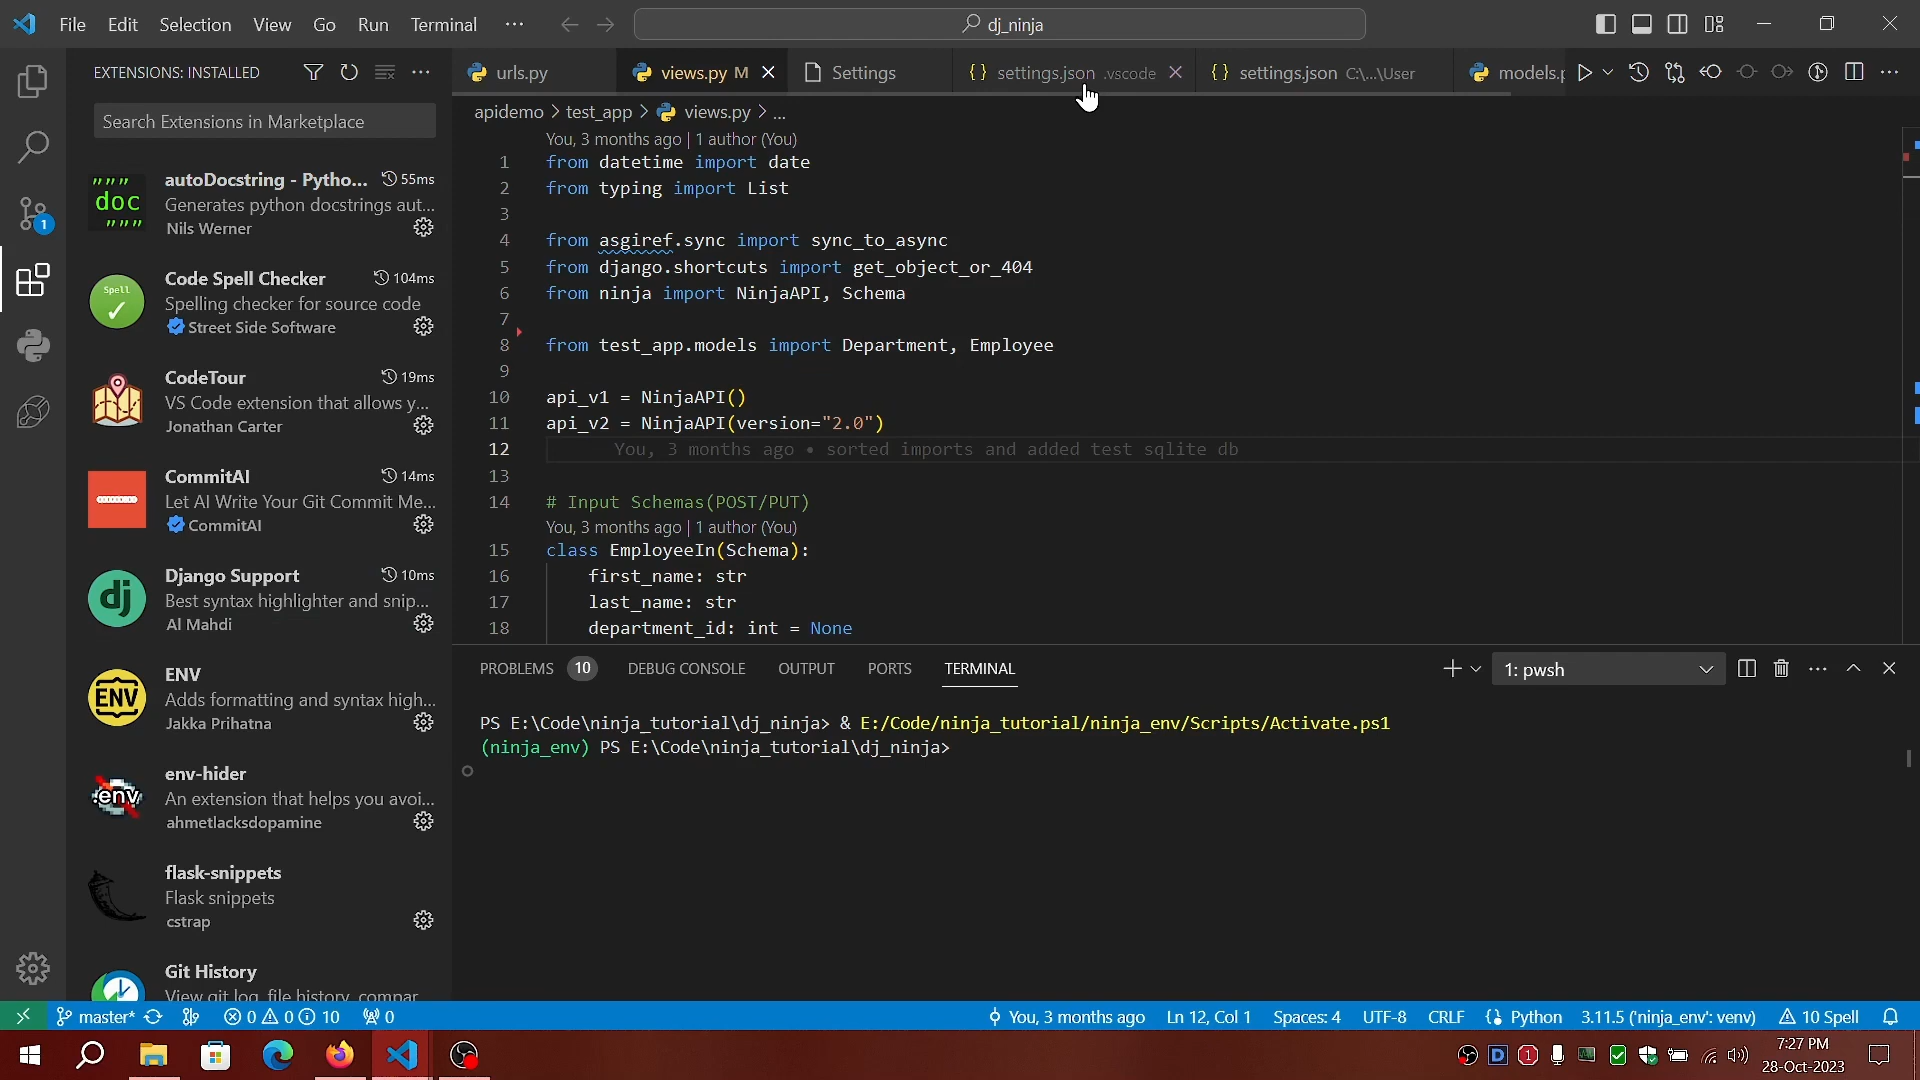 File Edit Selection View Go Run Terminal ··· dj_ninja
EXTENSIONS: INSTALLED
Search Extensions in Marketplace
autoDocstring - Pytho... 55ms
Generates python docstrings aut...
Nils Werner
Code Spell Checker 104ms
Spelling checker for source code
Street Side Software
CodeTour 19ms
VS Code extension that allows y...
Jonathan Carter
CommitAI 14ms
Let AI Write Your Git Commit Me...
CommitAI
Django Support 10ms
Best syntax highlighter and snip...
Al Mahdi
ENV
Adds formatting and syntax high...
Jakka Prihatna
env-hider
An extension that helps you avoi...
ahmetlacksdopamine
flask-snippets
Flask snippets
cstrap
Git History
View git log, file history, compar
""" doc """
Spell
dj
ENV
.env
urls.py views.py M Settings {} settings.json .vscode {} settings.json C:\...\User models.p
apidemo > test_app > views.py > ...
You, 3 months ago | 1 author (You)
1 from datetime import date
2 from typing import List
3
4 from asgiref.sync import sync_to_async
5 from django.shortcuts import get_object_or_404
6 from ninja import NinjaAPI, Schema
7
8 from test_app.models import Department, Employee
9
10 api_v1 = NinjaAPI()
11 api_v2 = NinjaAPI(version="2.0")
12 You, 3 months ago • sorted imports and added test sqlite db
13
14 # Input Schemas(POST/PUT)
You, 3 months ago | 1 author (You)
15 class EmployeeIn(Schema):
16 first_name: str
17 last_name: str
18 department_id: int = None
PROBLEMS 10 DEBUG CONSOLE OUTPUT PORTS TERMINAL 1: pwsh
PS E:\Code\ninja_tutorial\dj_ninja> & E:/Code/ninja_tutorial/ninja_env/Scripts/Activate.ps1
(ninja_env) PS E:\Code\ninja_tutorial\dj_ninja>
1
master* 0 0 10 0 You, 3 months ago Ln 12, Col 1 Spaces: 4 UTF-8 CRLF Python 3.11.5 ('ninja_env': venv) 10 Spell
D 1 7:27 PM
28-Oct-2023